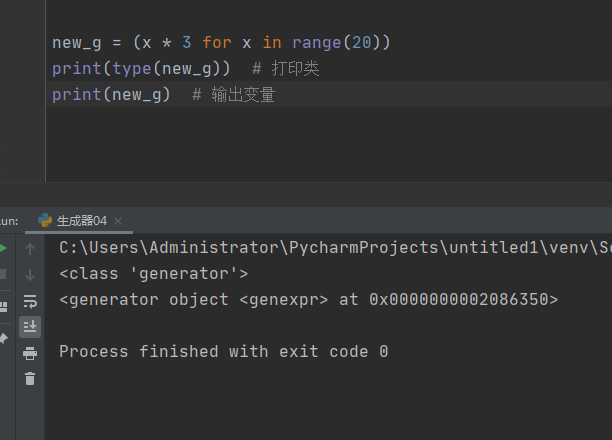 new_g = (x * 3 for x in range(20))
print(type(new_g))  # 打印类
print(new_g)  # 输出变量
un:
生成器04
C:\Users\Administrator\PycharmProjects\untitled1\venv\Sc
<class 'generator'>
<generator object <genexpr> at 0x0000000002086350>
Process finished with exit code 0